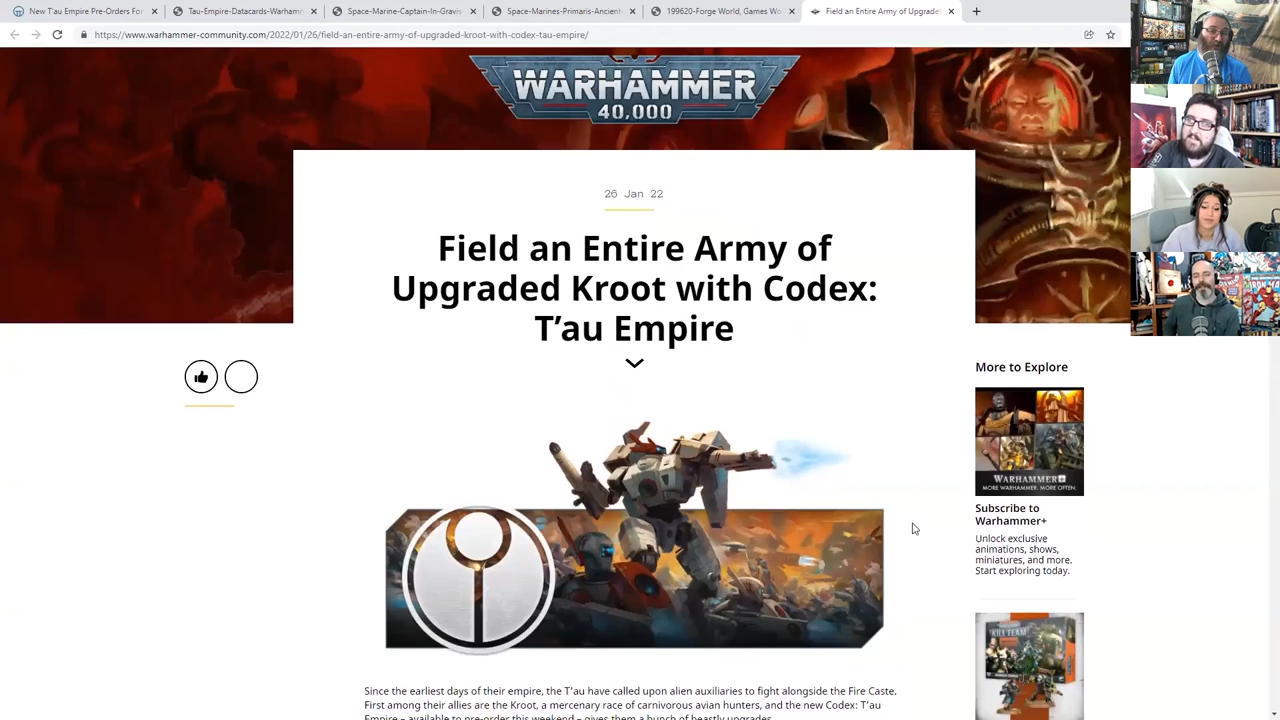 New T'au Empire Pre-Orders For
Tau-Empire-Datacards-Warham
Space-Marine-Captain-In-Gravis
Space-Marines-Primaris-Ancient
199620-Forge World, Games Wo
Field an Entire Army of Upgrade
https://www.warhammer-community.com/2022/01/26/field-an-entire-army-of-upgraded-kroot-with-codex-tau-empire/
WARHAMMER
40,000
26 Jan 22
Field an Entire Army of
Upgraded Kroot with Codex:
T'au Empire
More to Explore
WARHAMMER+
MORE WARHAMMER. MORE OFTEN.
Subscribe to
Warhammer+
Unlock exclusive
animations, shows,
miniatures, and more.
Start exploring today.
KILL TEAM
Since the earliest days of their empire, the T'au have called upon alien auxiliaries to fight alongside the Fire Caste.
First among their allies are the Kroot, a mercenary race of carnivorous avian hunters, and the new Codex: T'au
Empire – available to pre-order this weekend – gives them a bunch of beastly upgrades.
IRON MAN